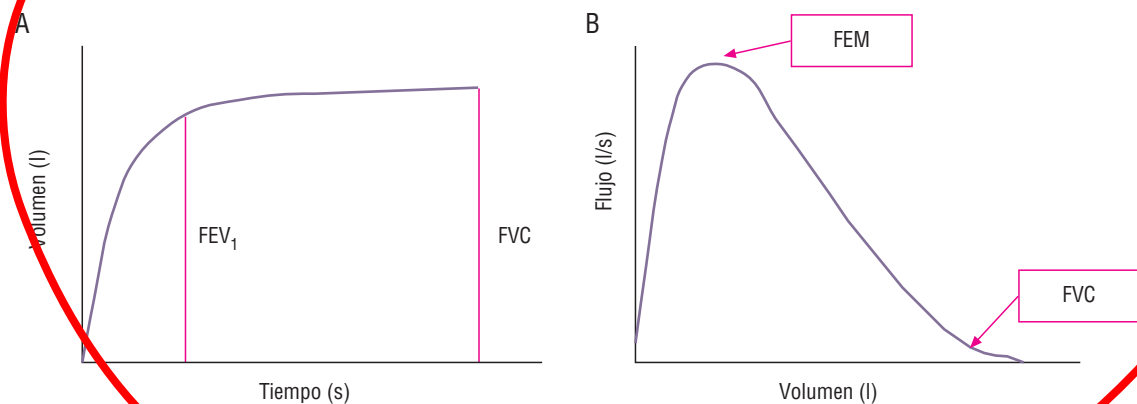 A
Volumen (l)
FEV1
FVC
Tiempo (s)
B
FEM
Flujo (l/s)
FVC
Volumen (l)